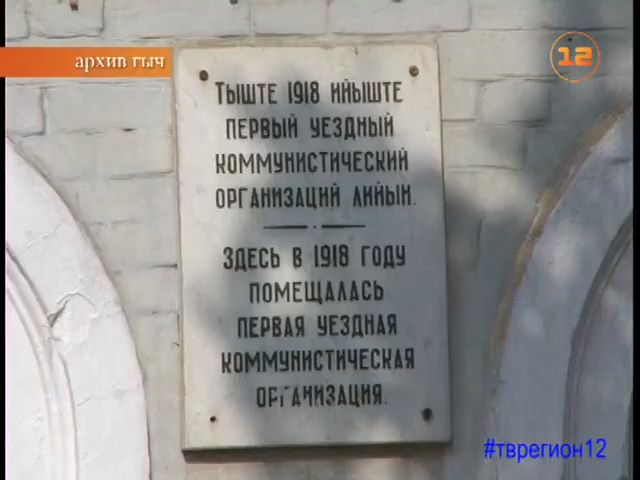 архив гыч
12
ТЫШТЕ 1918 ИЙЫШТЕ
ПЕРВЫЙ УЕЗДНЫЙ
КОММУНИСТИЧЕСКИЙ
ОРГАНИЗАЦИЙ ЛИЙЫН.
ЗДЕСЬ В 1918 ГОДУ
ПОМЕЩАЛАСЬ
ПЕРВАЯ УЕЗДНАЯ
КОММУНИСТИЧЕСКАЯ
ОРГАНИЗАЦИЯ.
#тврегион12